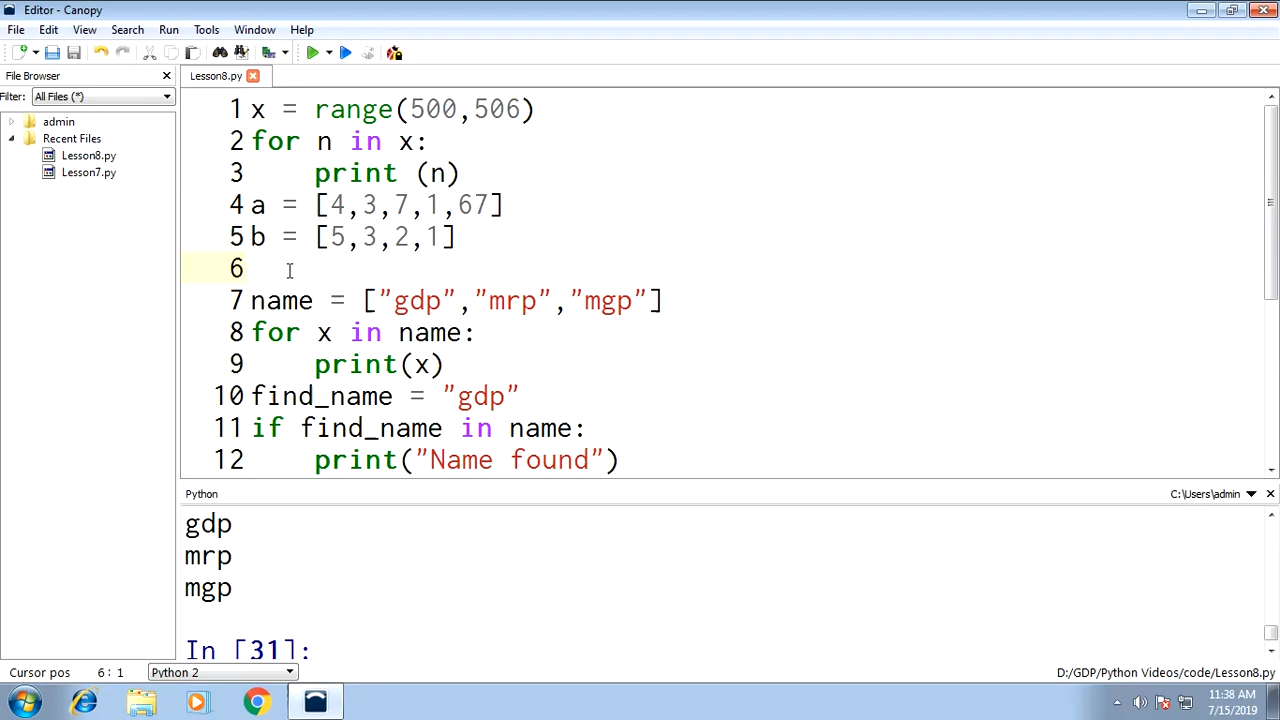 Editor - Canopy
File Edit View Search Run Tools Window Help
File Browser
Filter: All Files (*)
admin
Recent Files
Lesson8.py
Lesson7.py
Lesson8.py
1 x = range(500,506)
2 for n in x:
3 print (n)
4 a = [4,3,7,1,67]
5 b = [5,3,2,1]
6
7 name = ["gdp","mrp","mgp"]
8 for x in name:
9 print(x)
10 find_name = "gdp"
11 if find_name in name:
12 print("Name found")
Python C:\Users\admin
gdp
mrp
mgp
In [31]:
Cursor pos 6 : 1 Python 2 D:/GDP/Python Videos/code/Lesson8.py
11:38 AM
7/15/2019